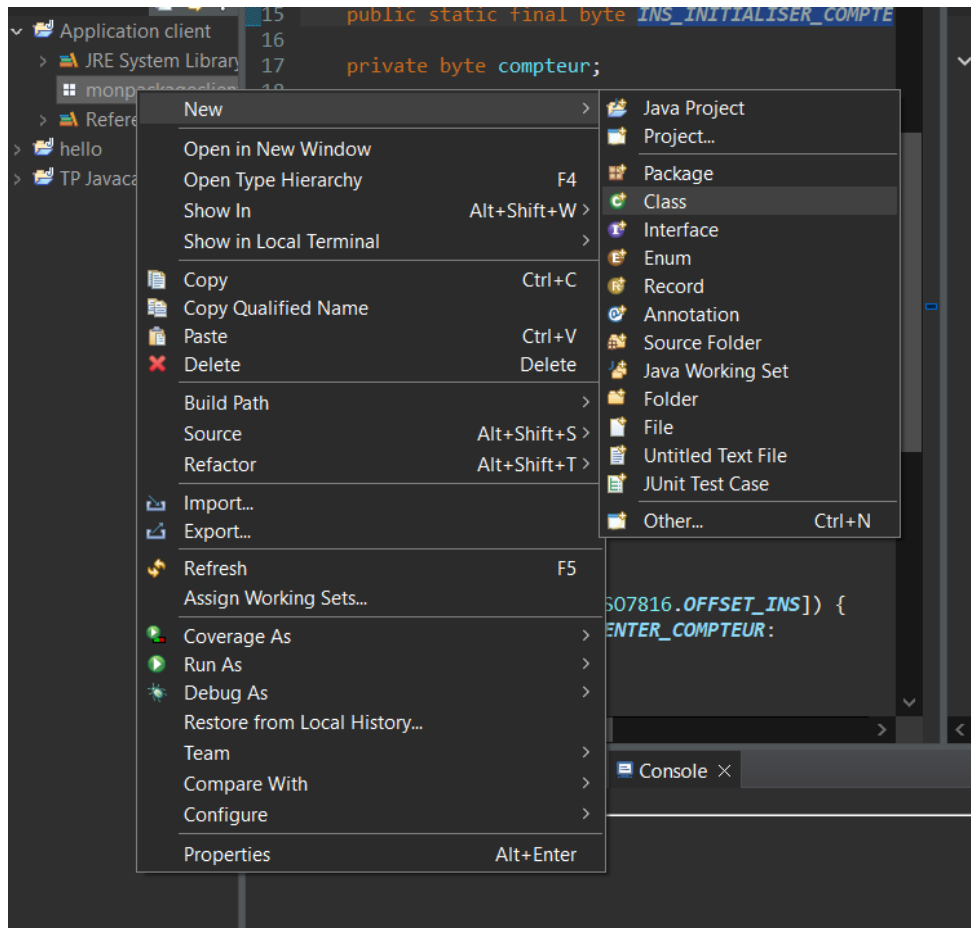 Application client
JRE System Library
monpackageclien
Refere
hello
TP Javaca
15 public static final byte INS_INITIALISER_COMPTE
16
17 private byte compteur;
18
New
Open in New Window
Open Type Hierarchy F4
Show In Alt+Shift+W
Show in Local Terminal
Copy Ctrl+C
Copy Qualified Name
Paste Ctrl+V
Delete Delete
Build Path
Source Alt+Shift+S
Refactor Alt+Shift+T
Import...
Export...
Refresh F5
Assign Working Sets...
Coverage As
Run As
Debug As
Restore from Local History...
Team
Compare With
Configure
Properties Alt+Enter
Java Project
Project...
Package
Class
Interface
Enum
Record
Annotation
Source Folder
Java Working Set
Folder
File
Untitled Text File
JUnit Test Case
Other... Ctrl+N
SO7816.OFFSET_INS]) {
ENTER_COMPTEUR:
Console